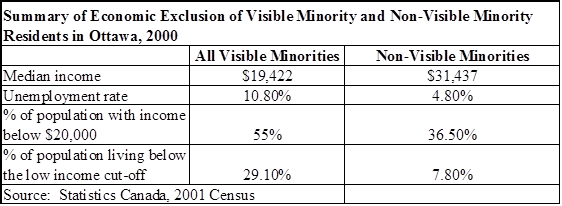 Summary of Economic Exclusion of Visible Minority and Non-Visible Minority
Residents in Ottawa, 2000
All Visible Minorities Non-Visible Minorities
Median income $19,422 $31,437
Unemployment rate 10.80% 4.80%
% of population with income
below $20,000 55% 36.50%
% of population living below
the low income cut-off 29.10% 7.80%
Source: Statistics Canada, 2001 Census